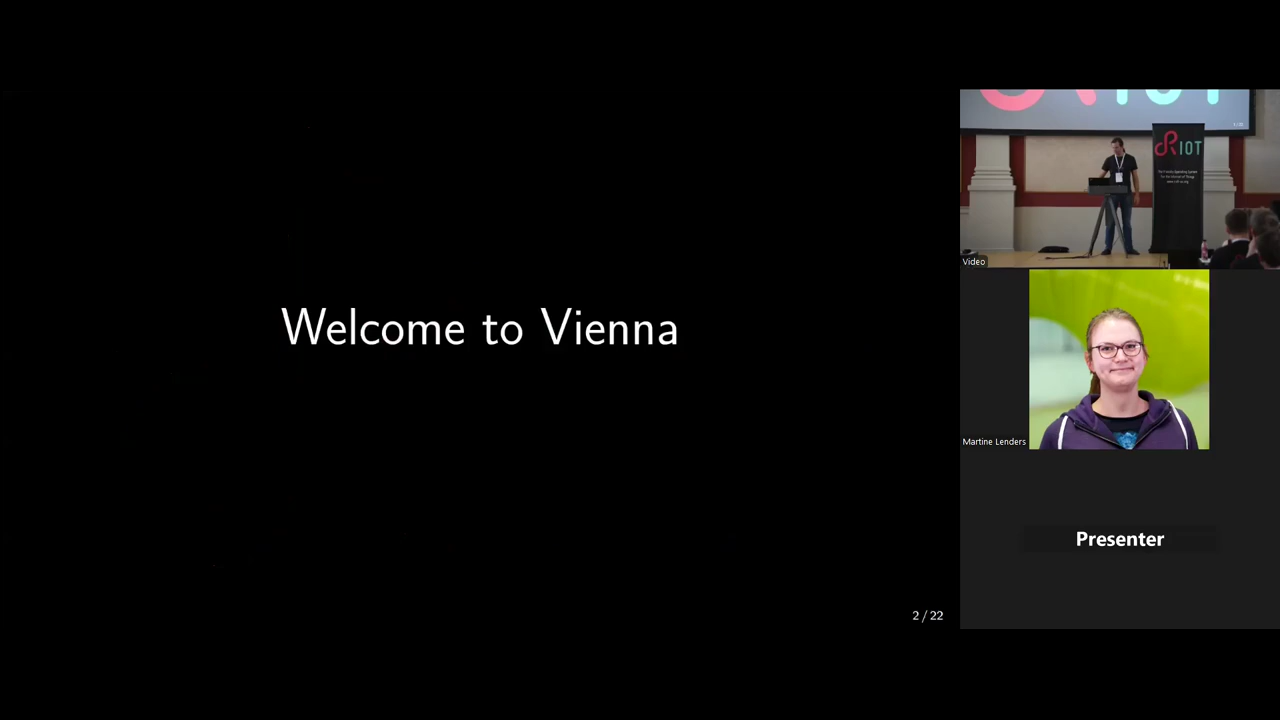 Welcome to Vienna
2 / 22
RIOT
Video
Martine Lenders
Presenter